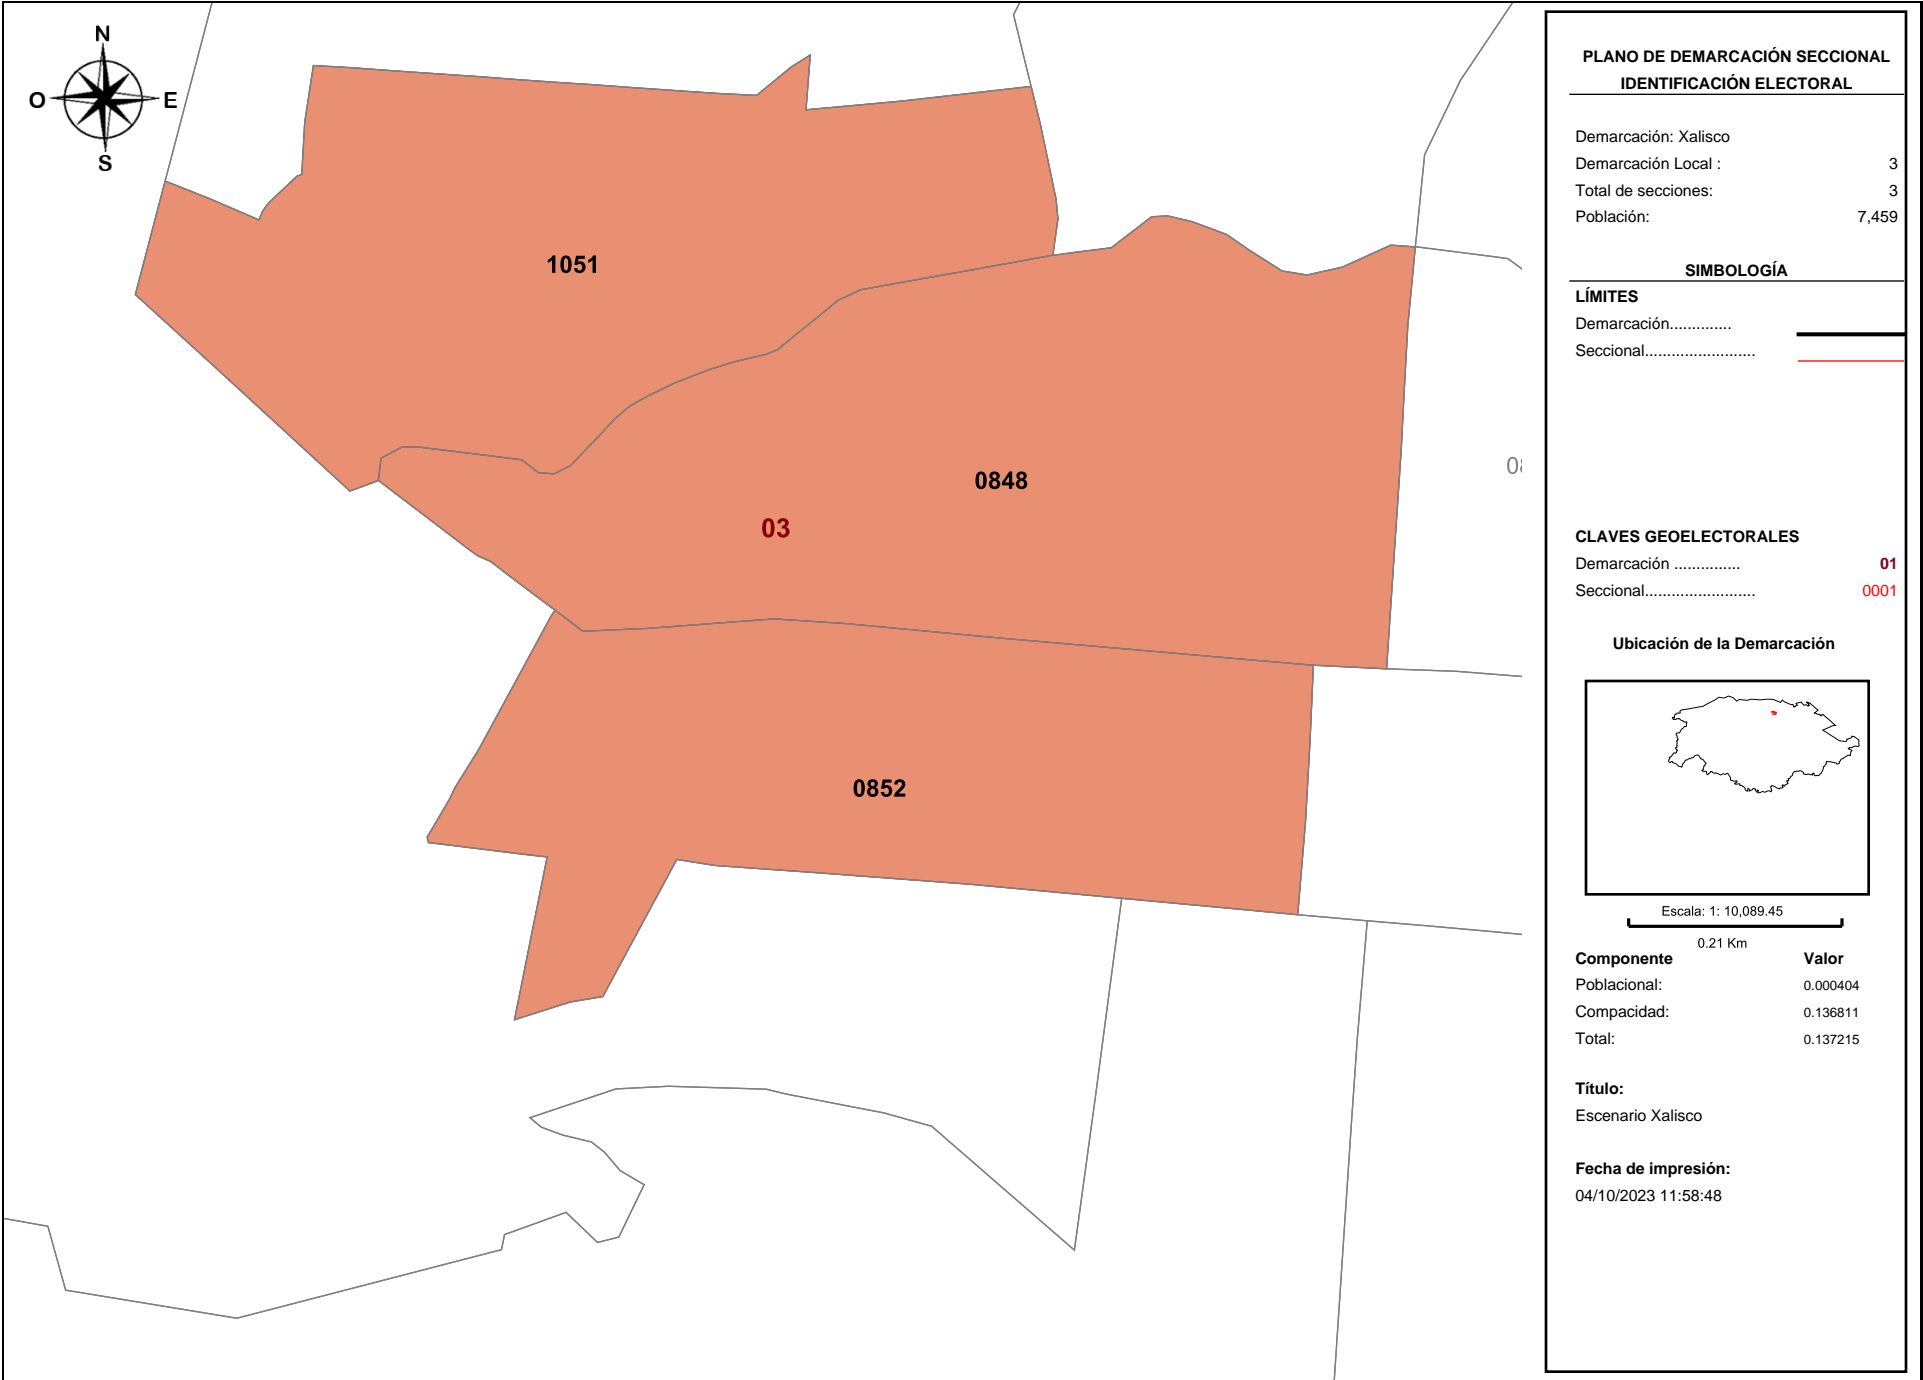 N
O
E
S
1051
0848
03
0852
PLANO DE DEMARCACIÓN SECCIONAL
IDENTIFICACIÓN ELECTORAL
Demarcación: Xalisco
Demarcación Local : 3
Total de secciones: 3
Población: 7,459
SIMBOLOGÍA
LÍMITES
Demarcación..............
Seccional.........................
CLAVES GEOELECTORALES
Demarcación ............... 01
Seccional......................... 0001
Ubicación de la Demarcación
Escala: 1: 10,089.45
0.21 Km
Componente Valor
Poblacional: 0.000404
Compacidad: 0.136811
Total: 0.137215
Título:
Escenario Xalisco
Fecha de impresión:
04/10/2023 11:58:48